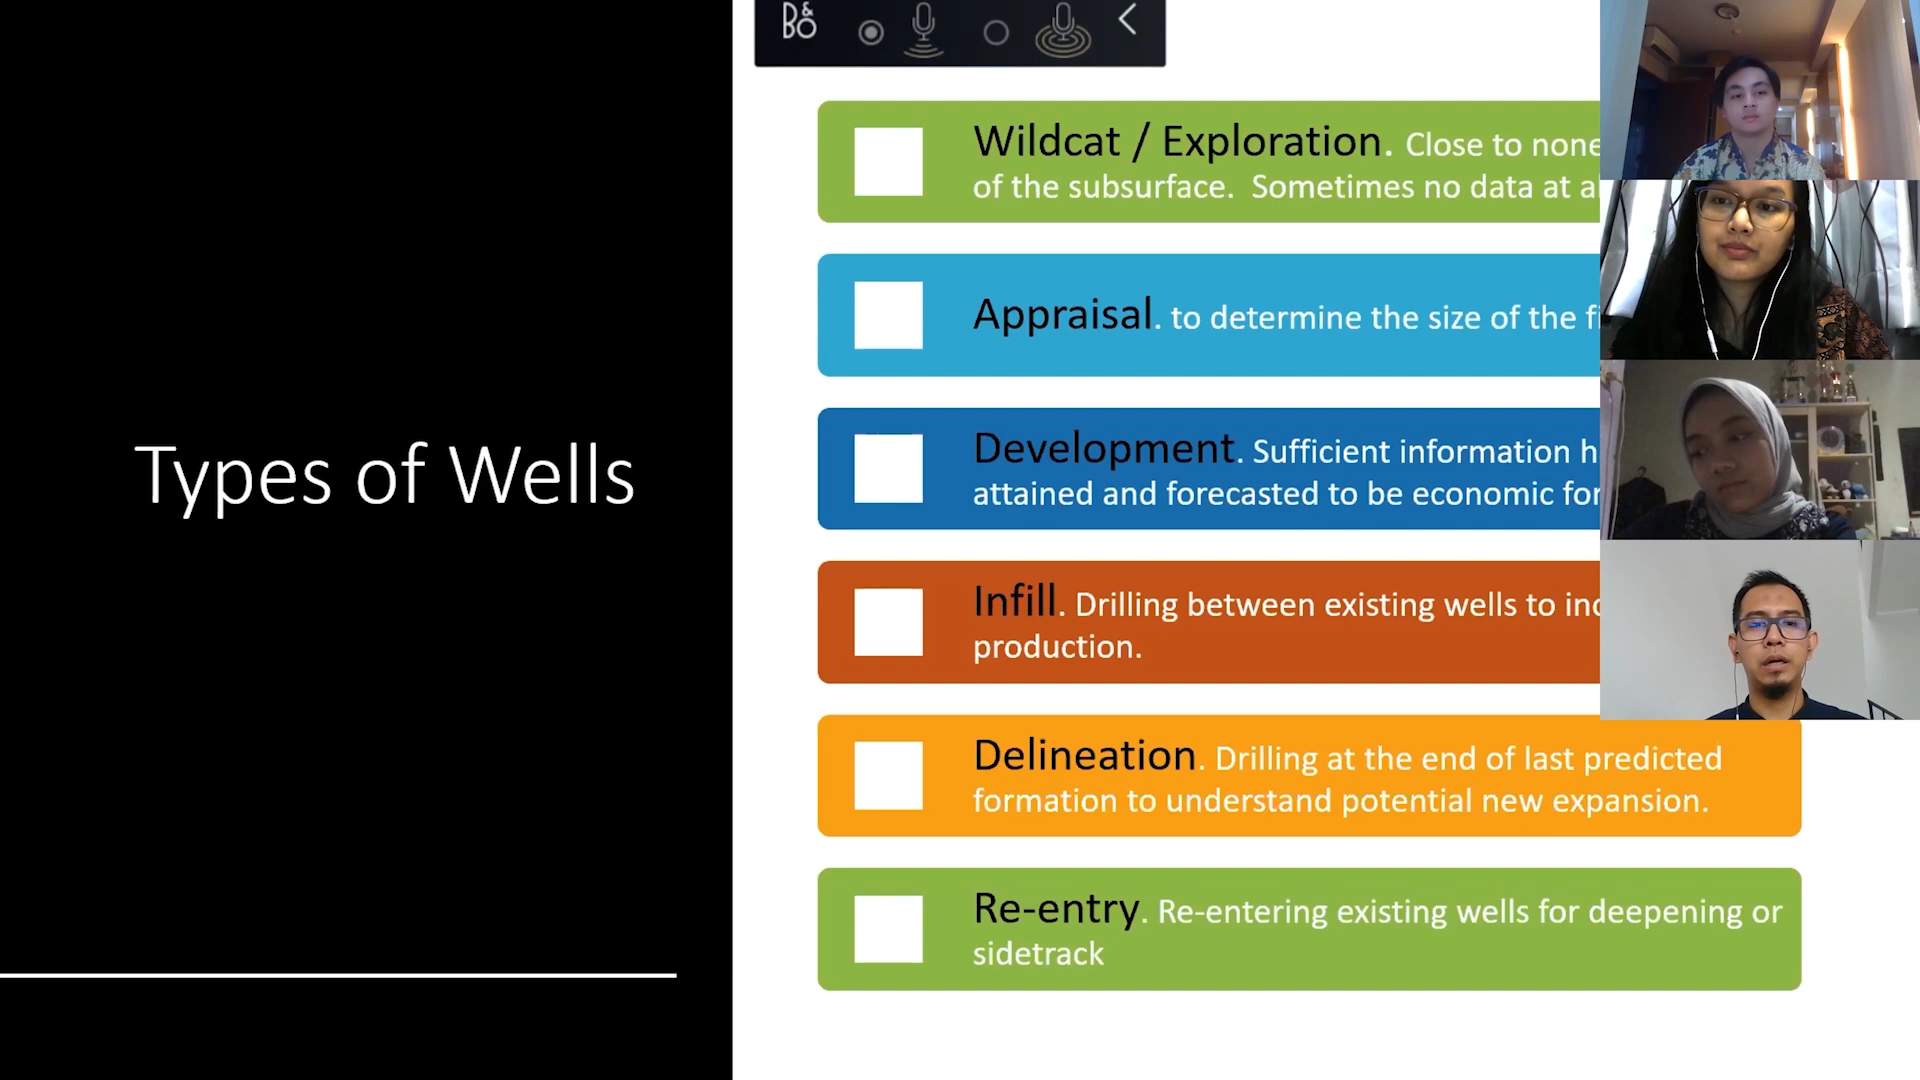 B&O
Types of Wells
Wildcat / Exploration. Close to none
of the subsurface. Sometimes no data at
Appraisal. to determine the size of the
Development. Sufficient information
attained and forecasted to be economic for
Infill. Drilling between existing wells to
production.
Delineation. Drilling at the end of last predicted
formation to understand potential new expansion.
Re-entry. Re-entering existing wells for deepening or
sidetrack